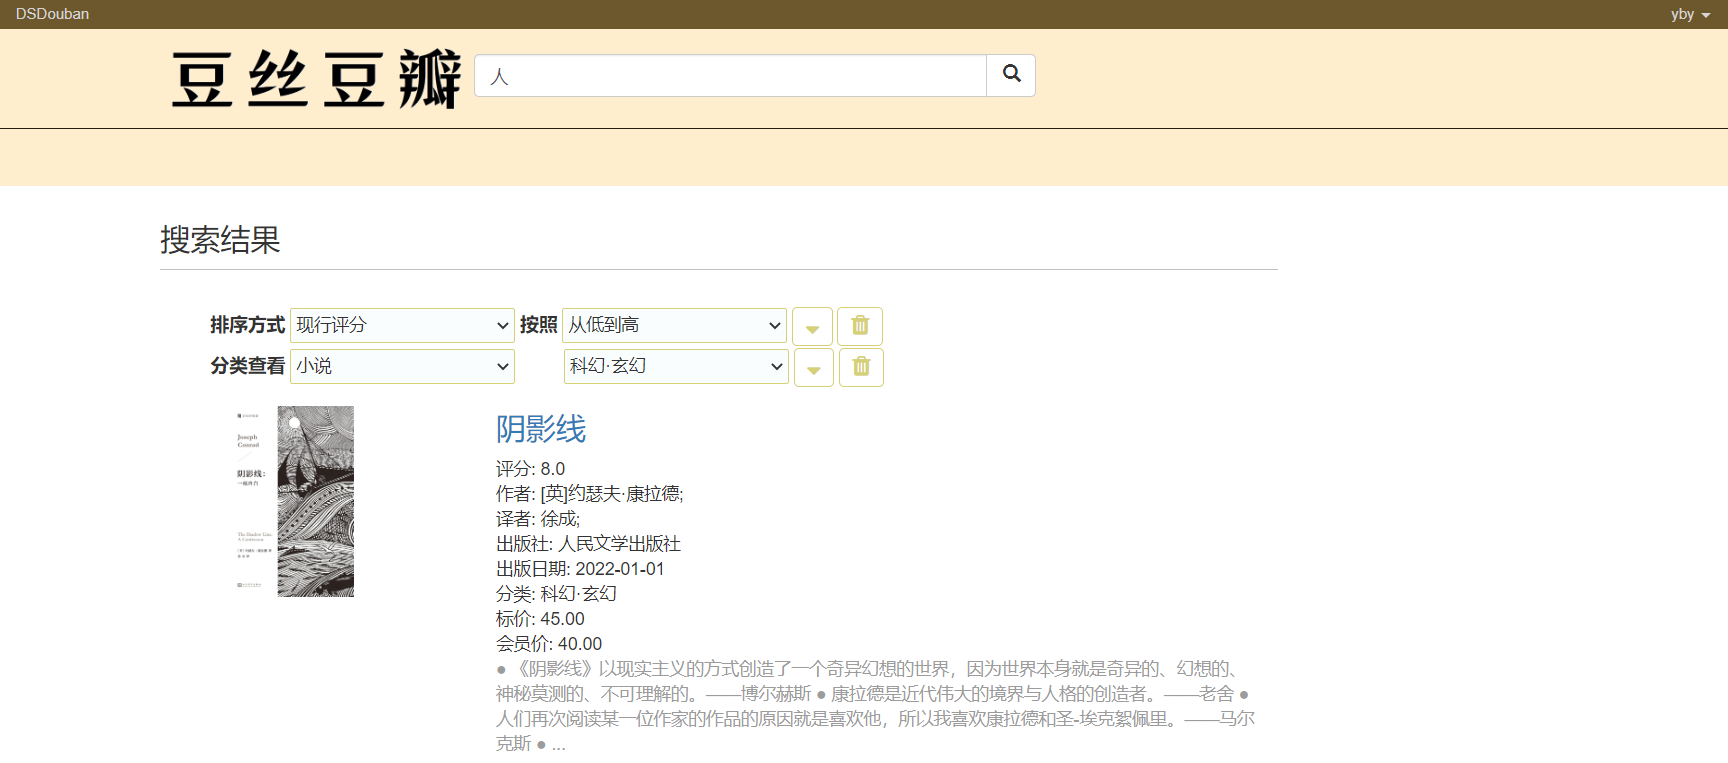 DSDouban
yby
豆丝豆瓣
人
搜索结果
排序方式 现行评分 按照 从低到高
分类查看 小说 科幻·玄幻
Joseph
Conrad
阴影线：
The Shadow Line:
A Confession
阴影线
评分: 8.0
作者: [英]约瑟夫·康拉德;
译者: 徐成;
出版社: 人民文学出版社
出版日期: 2022-01-01
分类: 科幻·玄幻
标价: 45.00
会员价: 40.00
● 《阴影线》以现实主义的方式创造了一个奇异幻想的世界，因为世界本身就是奇异的、幻想的、
神秘莫测的、不可理解的。——博尔赫斯 ● 康拉德是近代伟大的境界与人格的创造者。——老舍 ●
人们再次阅读某一位作家的作品的原因就是喜欢他，所以我喜欢康拉德和圣-埃克絮佩里。——马尔
克斯 ● ...